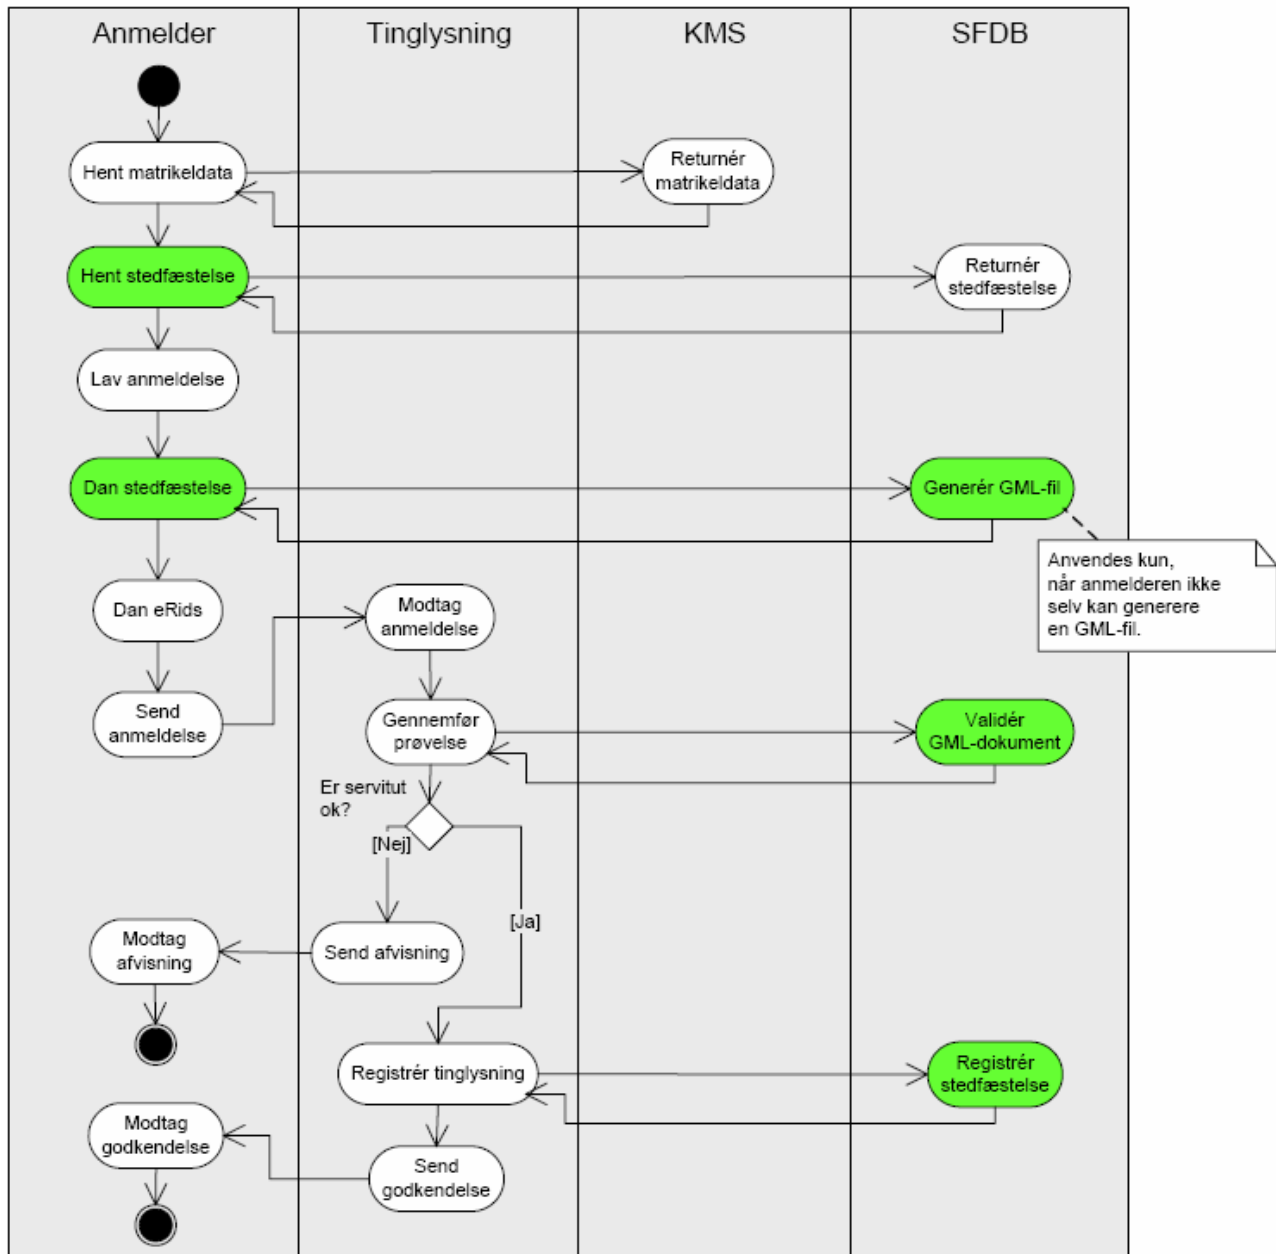 Anmelder
Tinglysning
KMS
SFDB
Hent matrikeldata
Returnér
matrikeldata
Hent stedfæstelse
Returnér
stedfæstelse
Lav anmeldelse
Dan stedfæstelse
Generér GML-fil
Anvendes kun,
når anmelderen ikke
selv kan generere
en GML-fil.
Dan eRids
Modtag
anmeldelse
Send
anmeldelse
Gennemfør
prøvelse
Validér
GML-dokument
Er servitut
ok?
[Nej]
[Ja]
Modtag
afvisning
Send afvisning
Registrér tinglysning
Registrér
stedfæstelse
Modtag
godkendelse
Send
godkendelse